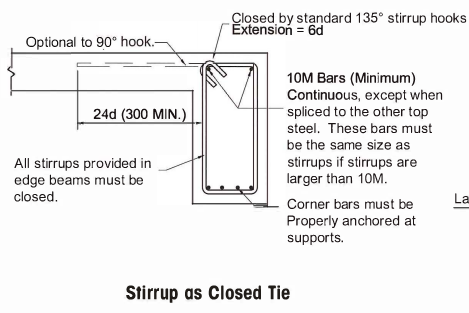 Closed by standard 135° stirrup hooks
Extension = 6d
Optional to 90° hook.
10M Bars (Minimum)
Continuous, except when
spliced to the other top
steel. These bars must
be the same size as
stirrups if stirrups are
larger than 10M.
24d (300 MIN.)
All stirrups provided in
edge beams must be
closed.
Corner bars must be
Properly anchored at
supports.
La
Stirrup as Closed Tie